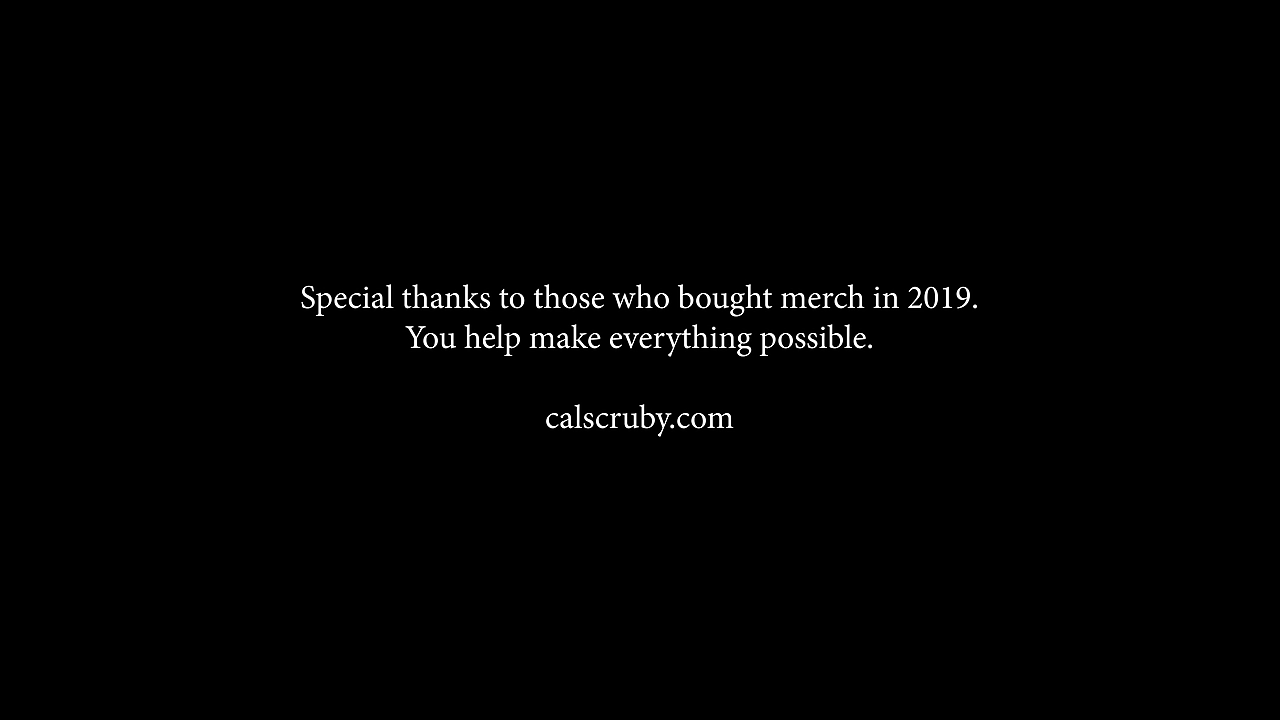 Special thanks to those who bought merch in 2019.
You help make everything possible.
calscruby.com